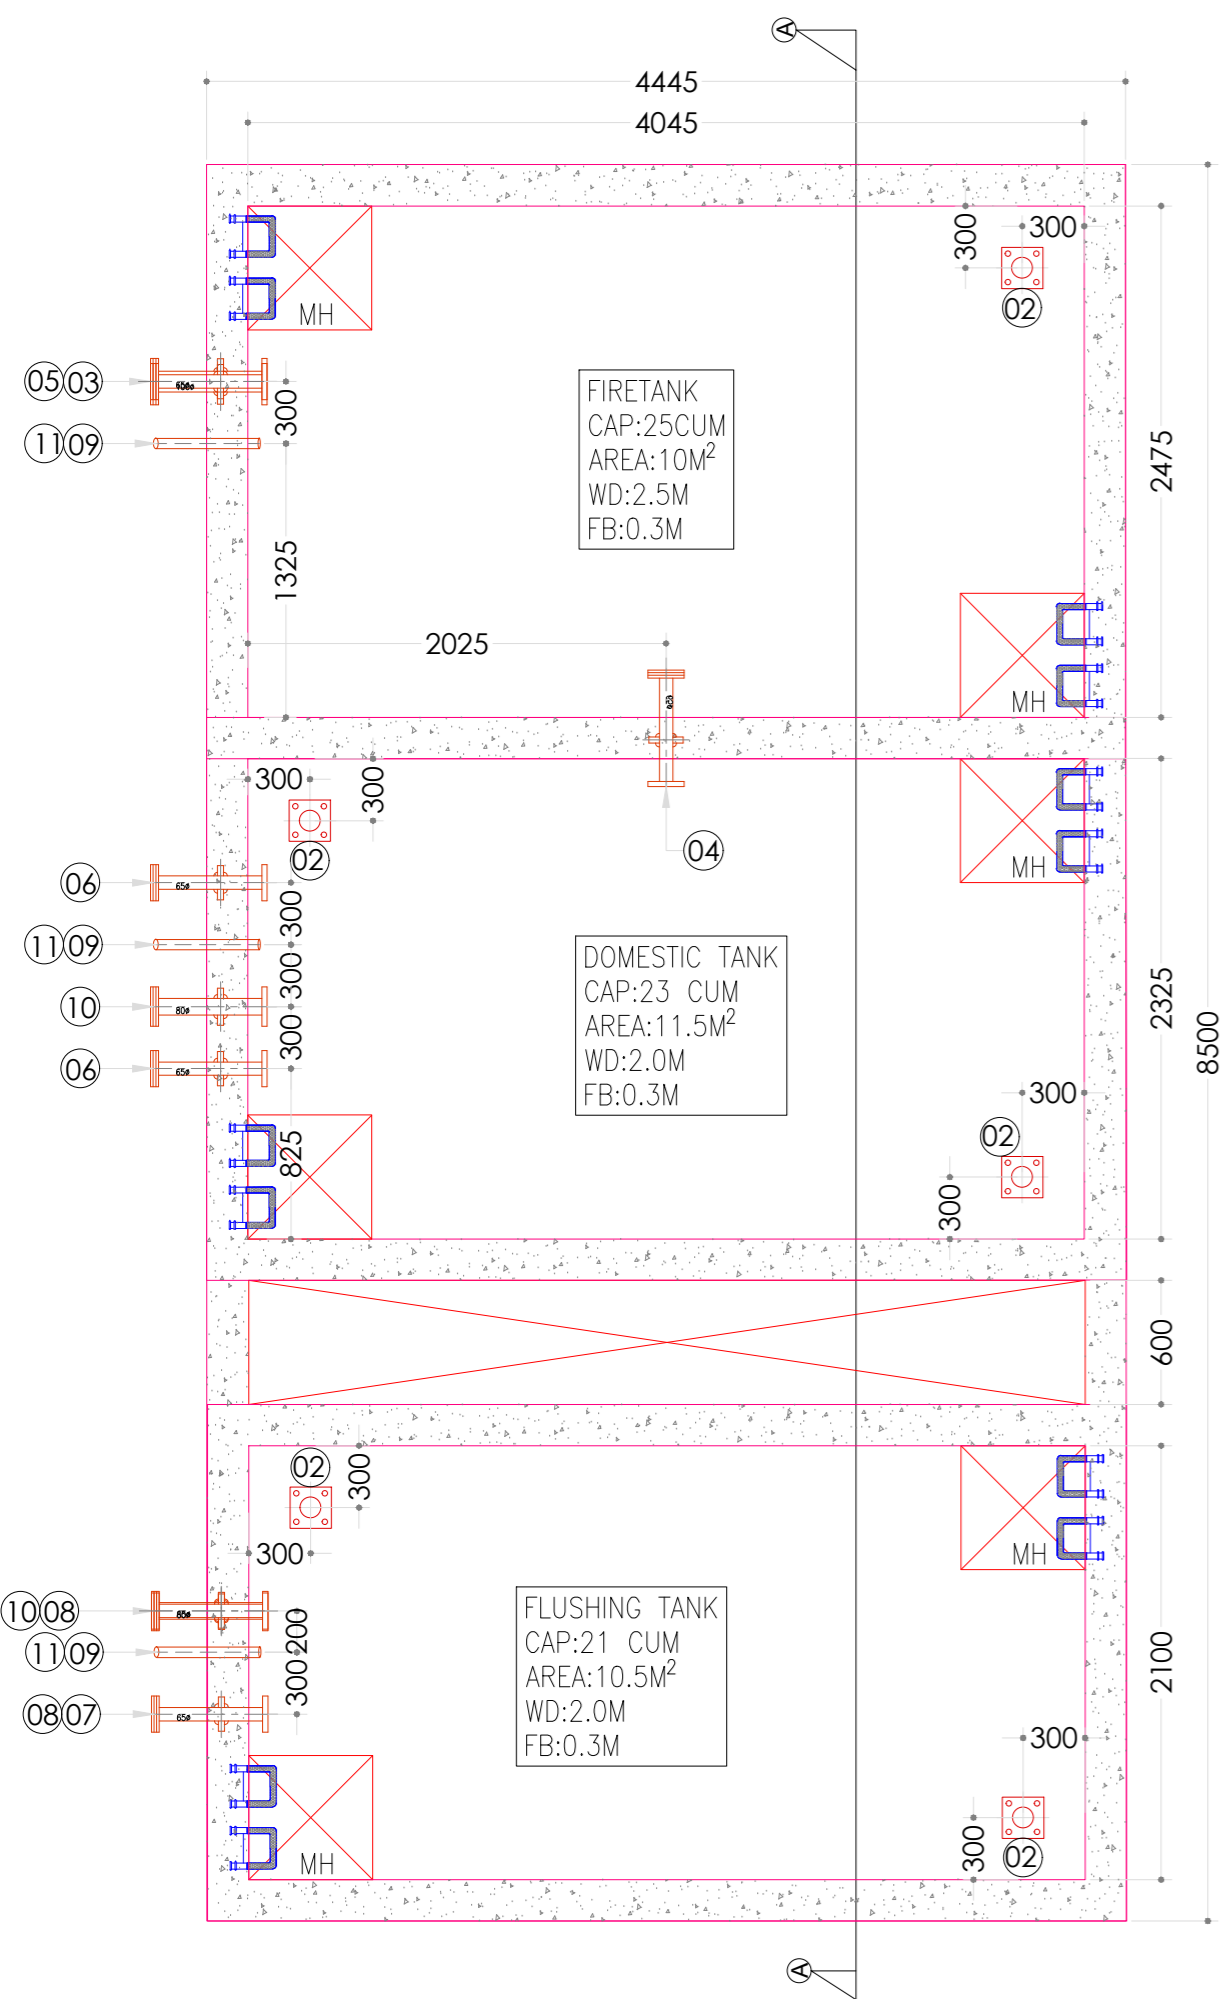 A
4445
4045
300
300
02
MH
05 03
300
11 09
FIRETANK
CAP:25CUM
AREA:10M²
WD:2.5M
FB:0.3M
2475
1325
2025
MH
300
300
02
04
MH
06
65ø
300
11 09
300
10
80ø
300
06
65ø
DOMESTIC TANK
CAP:23 CUM
AREA:11.5M²
WD:2.0M
FB:0.3M
2325
8500
300
02
825
300
600
02
300
300
MH
10 08
200
11 09
300
08 07
65ø
FLUSHING TANK
CAP:21 CUM
AREA:10.5M²
WD:2.0M
FB:0.3M
2100
300
MH
300
02
A